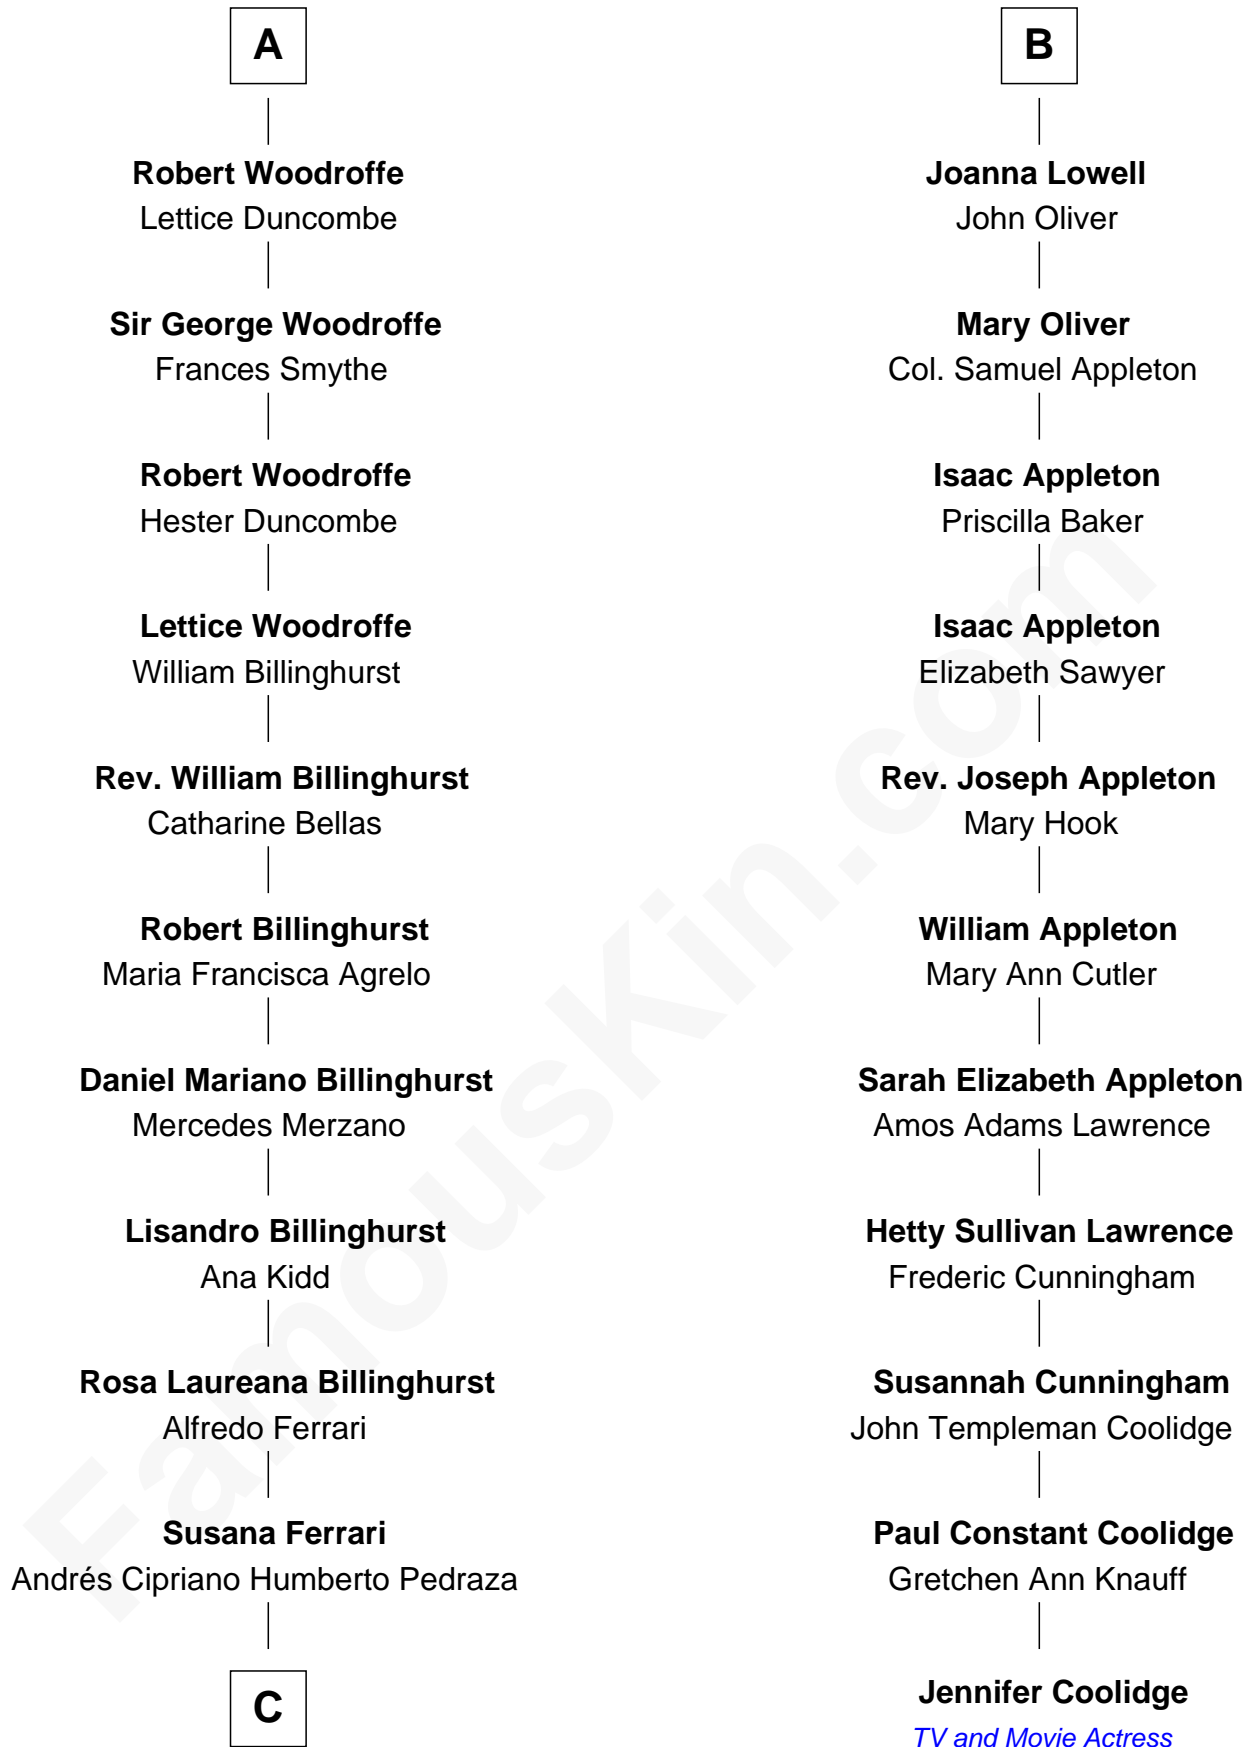 A
Robert Woodroffe
Lettice Duncombe
Sir George Woodroffe
Frances Smythe
Robert Woodroffe
Hester Duncombe
Lettice Woodroffe
William Billinghurst
Rev. William Billinghurst
Catharine Bellas
Robert Billinghurst
Maria Francisca Agrelo
Daniel Mariano Billinghurst
Mercedes Merzano
Lisandro Billinghurst
Ana Kidd
Rosa Laureana Billinghurst
Alfredo Ferrari
Susana Ferrari
Andrés Cipriano Humberto Pedraza
C
B
Joanna Lowell
John Oliver
Mary Oliver
Col. Samuel Appleton
Isaac Appleton
Priscilla Baker
Isaac Appleton
Elizabeth Sawyer
Rev. Joseph Appleton
Mary Hook
William Appleton
Mary Ann Cutler
Sarah Elizabeth Appleton
Amos Adams Lawrence
Hetty Sullivan Lawrence
Frederic Cunningham
Susannah Cunningham
John Templeman Coolidge
Paul Constant Coolidge
Gretchen Ann Knauff
Jennifer Coolidge
TV and Movie Actress
FamousKin.com